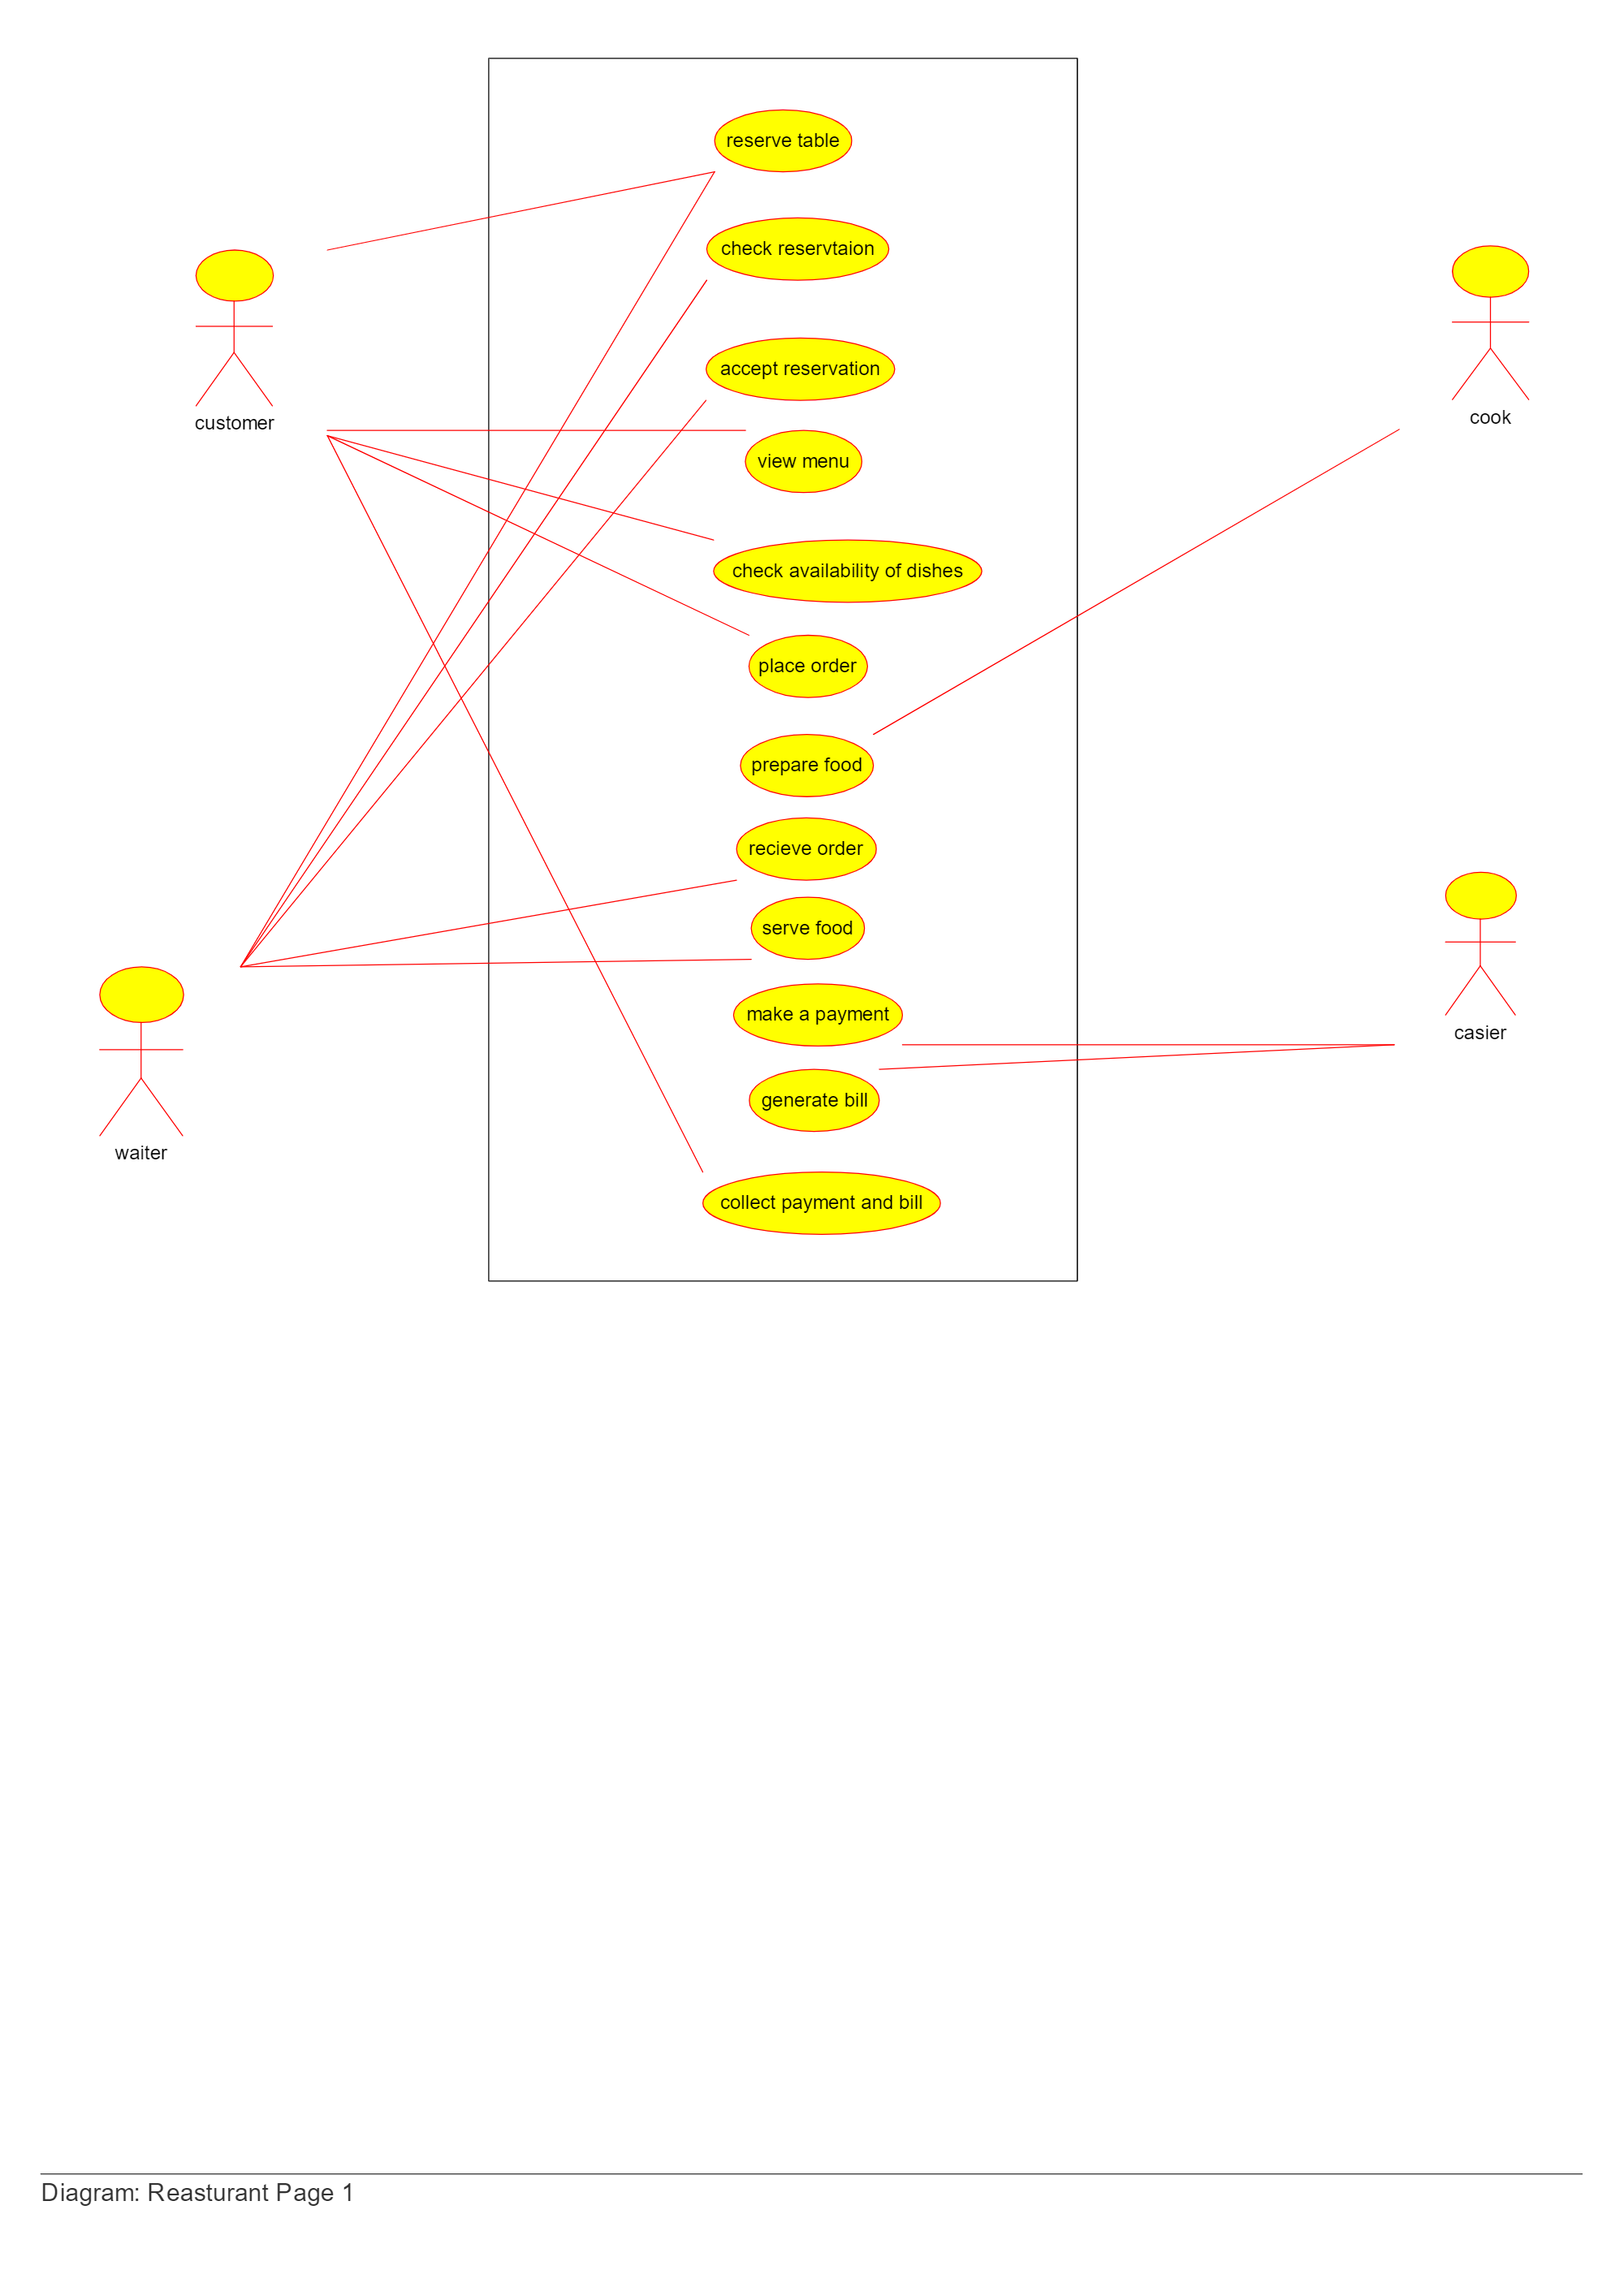 reserve table
check reservtaion
accept reservation
customer
cook
view menu
check availability of dishes
place order
prepare food
recieve order
serve food
make a payment
casier
generate bill
waiter
collect payment and bill
Diagram: Reasturant Page 1